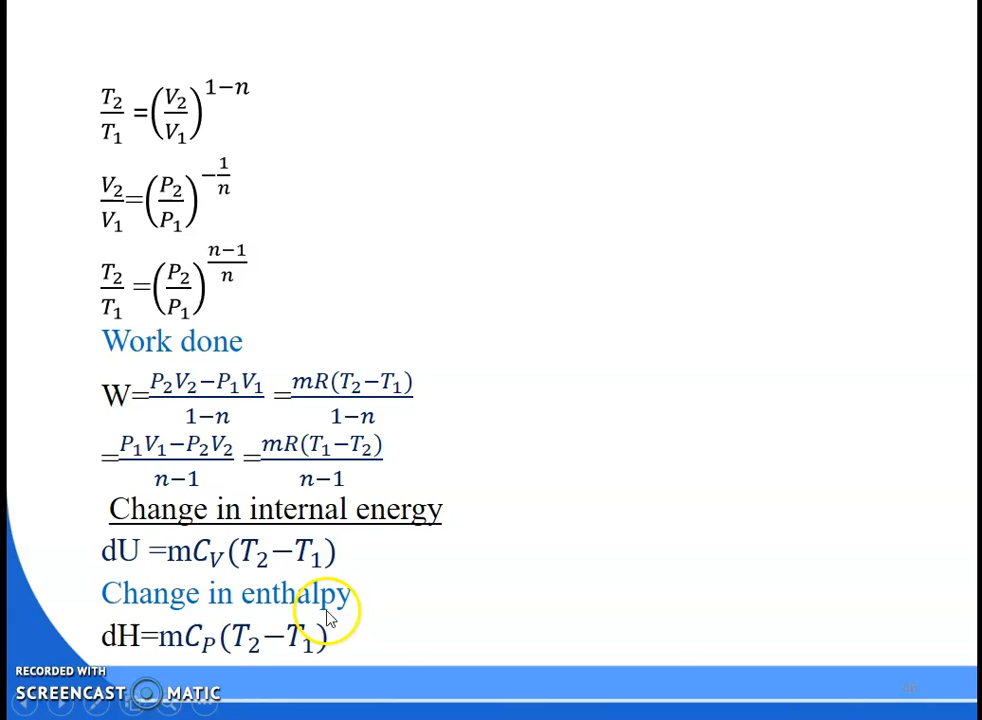 T₂/T₁ =(V₂/V₁)^(1−n)
V₂/V₁=(P₂/P₁)^(−1/n)
T₂/T₁ =(P₂/P₁)^((n−1)/n)
Work done
W=(P₂V₂−P₁V₁)/(1−n) =(mR(T₂−T₁))/(1−n)
=(P₁V₁−P₂V₂)/(n−1) =(mR(T₁−T₂))/(n−1)
Change in internal energy
dU =mC_V(T₂−T₁)
Change in enthalpy
dH=mC_P(T₂−T₁)
RECORDED WITH
SCREENCAST MATIC